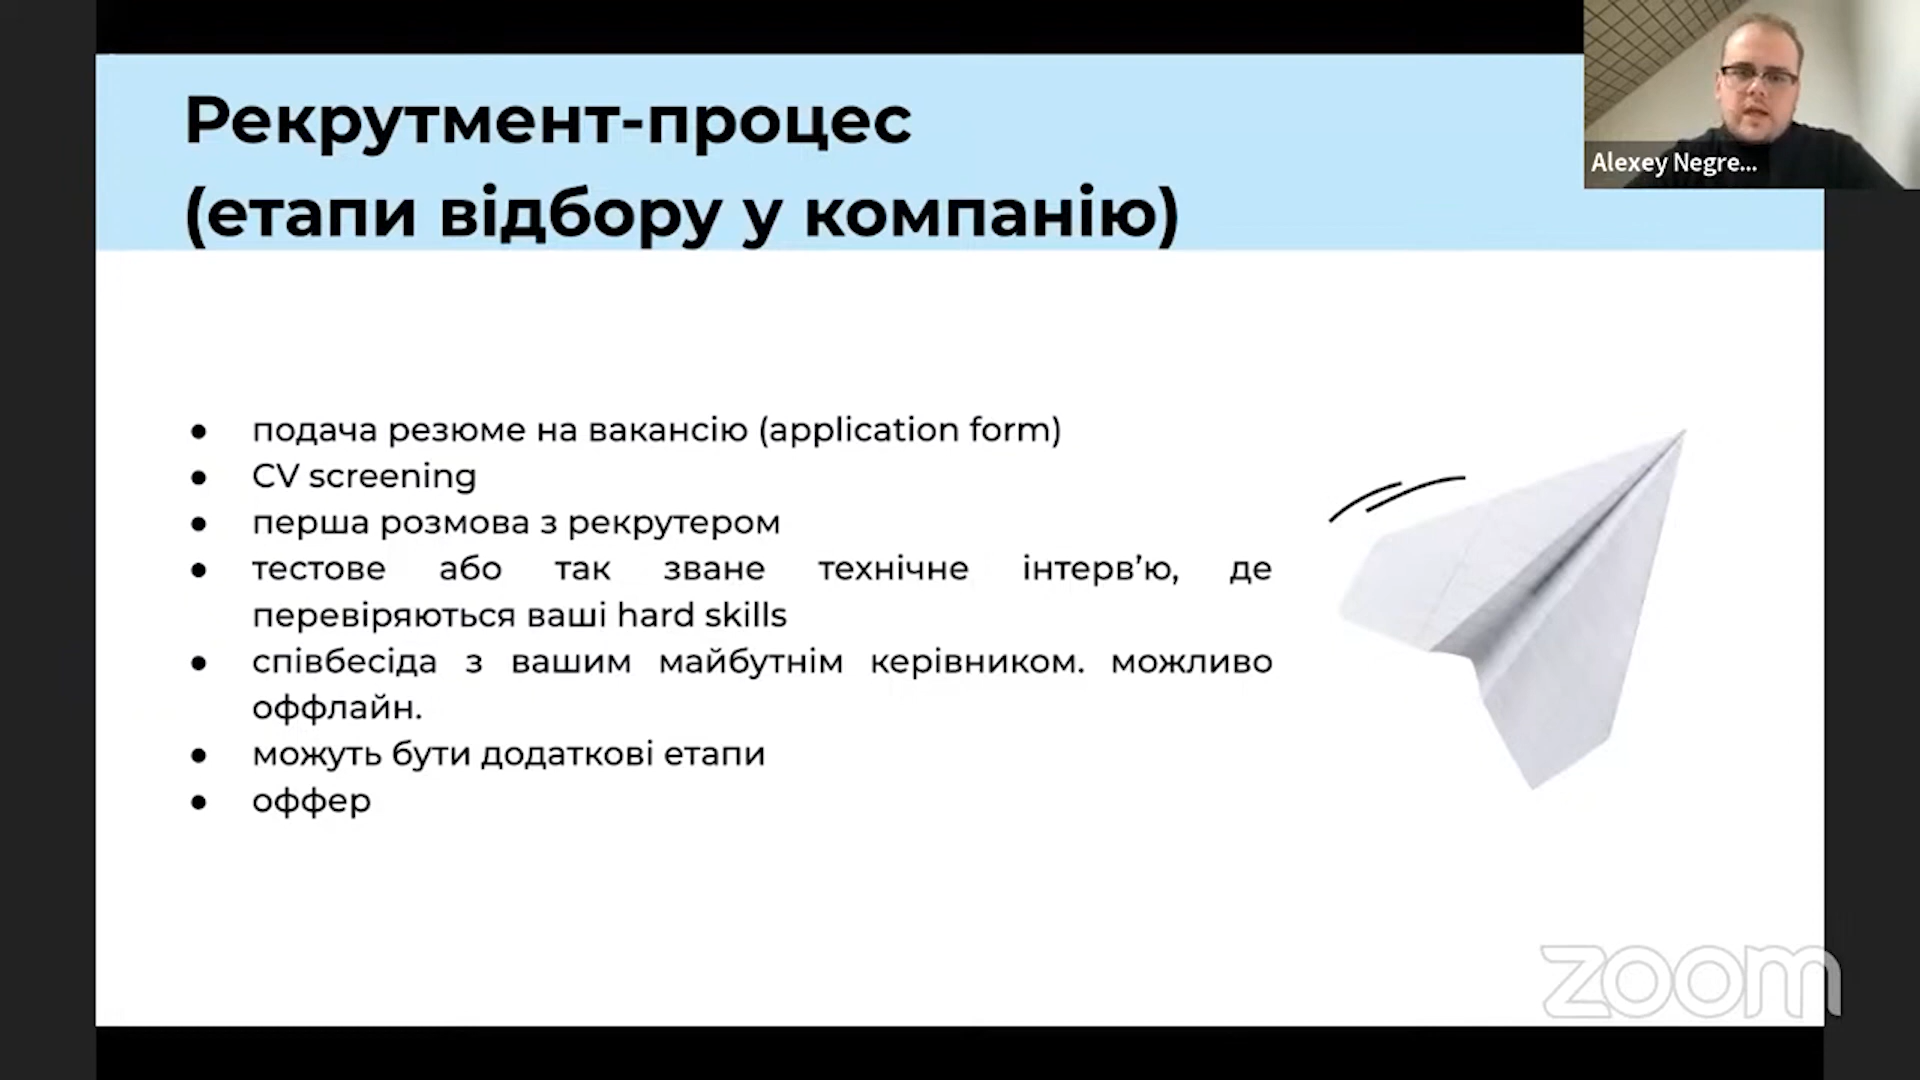 Рекрутмент-процес
(етапи відбору у компанію)
Alexey Negre...
● подача резюме на вакансію (application form)
● CV screening
● перша розмова з рекрутером
● тестове або так зване технічне інтерв’ю, де
перевіряються ваші hard skills
● співбесіда з вашим майбутнім керівником. можливо
оффлайн.
● можуть бути додаткові етапи
● оффер
zoom